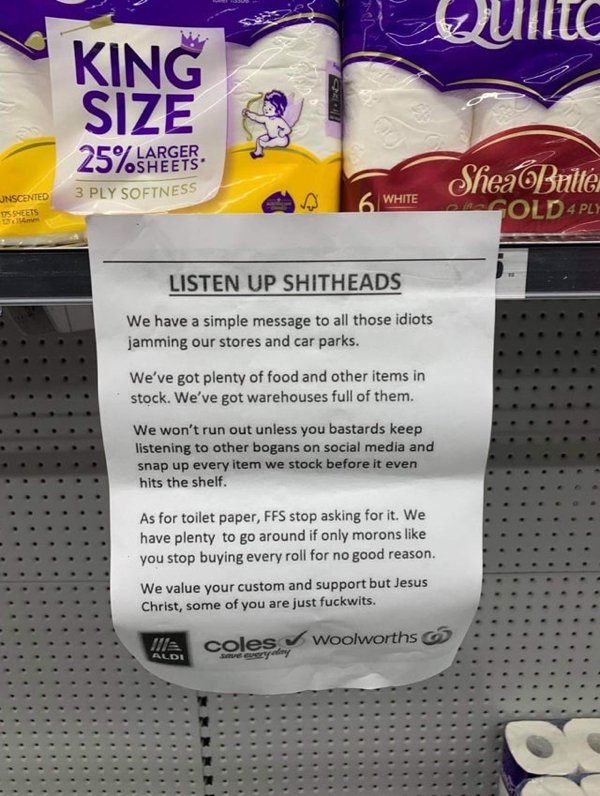 KING
SIZE
25% LARGER
SHEETS*
3 PLY SOFTNESS
UNSCENTED
175 SHEETS
Quilto
6 WHITE
Shea Butter
GOLD 4 PLY
LISTEN UP SHITHEADS
We have a simple message to all those idiots
jamming our stores and car parks.
We've got plenty of food and other items in
stock. We've got warehouses full of them.
We won't run out unless you bastards keep
listening to other bogans on social media and
snap up every item we stock before it even
hits the shelf.
As for toilet paper, FFS stop asking for it. We
have plenty to go around if only morons like
you stop buying every roll for no good reason.
We value your custom and support but Jesus
Christ, some of you are just fuckwits.
ALDI
coles
save everyday
Woolworths